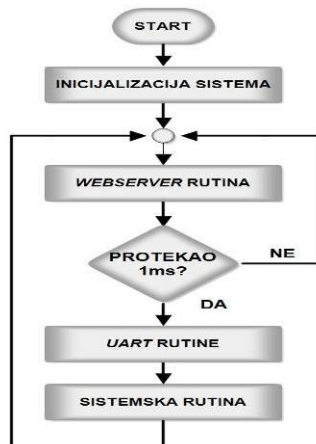 START
INICIJALIZACIJA SISTEMA
WEBSERVER RUTINA
PROTEKAO
1ms?
NE
DA
UART RUTINE
SISTEMSKA RUTINA